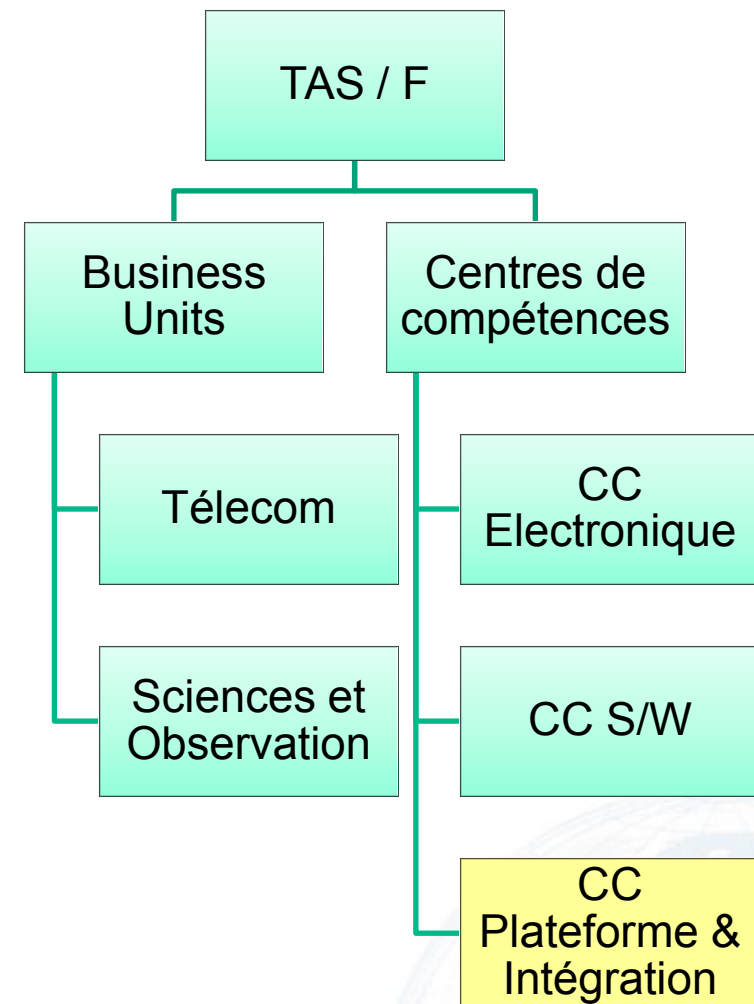 TAS / F
Business
Units
Centres de
compétences
Télecom
CC
Electronique
Sciences et
Observation
CC S/W
CC
Plateforme &
Intégration